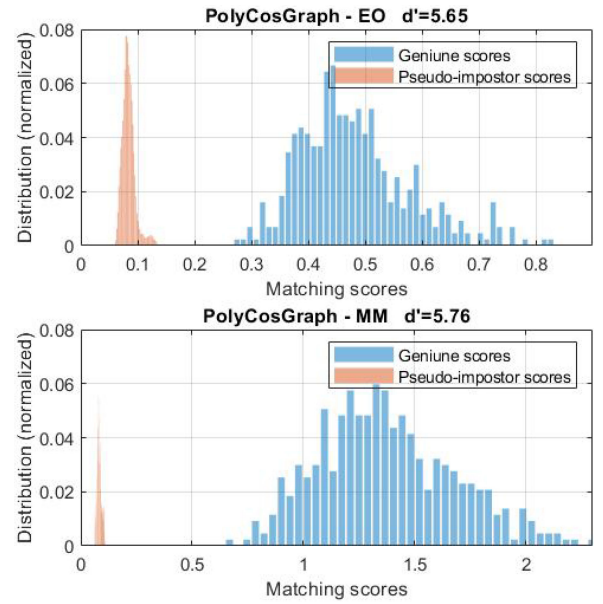 PolyCosGraph - EO   d'=5.65
0.08
0.06
0.04
0.02
0
Distribution (normalized)
Geniune scores
Pseudo-impostor scores
0 0.1 0.2 0.3 0.4 0.5 0.6 0.7 0.8
Matching scores
PolyCosGraph - MM   d'=5.76
0.08
0.06
0.04
0.02
0
Distribution (normalized)
Geniune scores
Pseudo-impostor scores
0 0.5 1 1.5 2
Matching scores